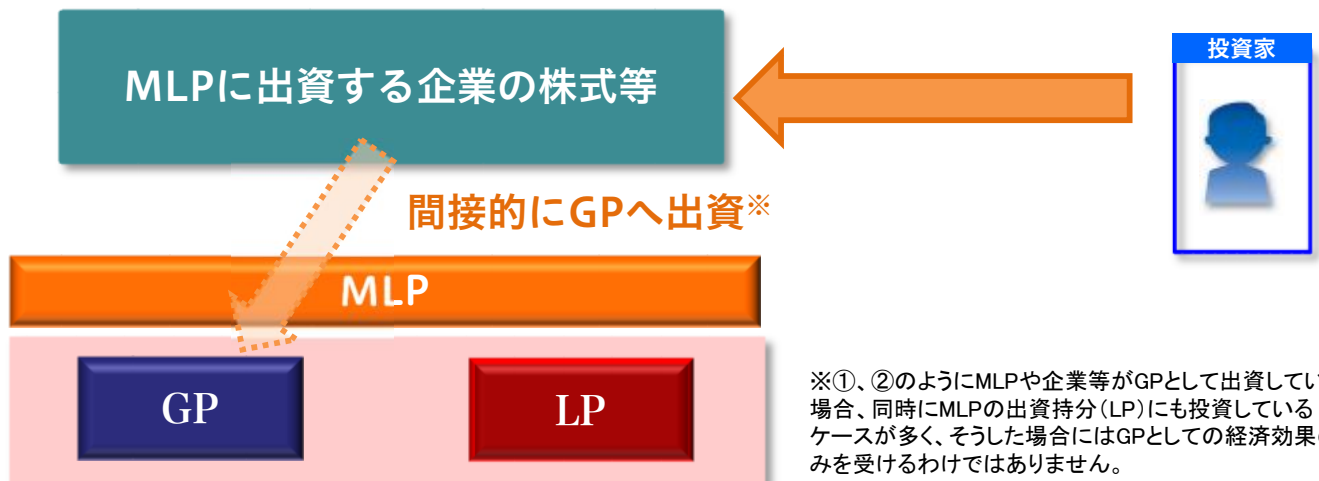 MLPに出資する企業の株式等
投資家
間接的にGPへ出資※
MLP
GP
LP
※①、②のようにMLPや企業等がGPとして出資してい
場合、同時にMLPの出資持分（LP）にも投資している
ケースが多く、そうした場合にはGPとしての経済効果
みを受けるわけではありません。